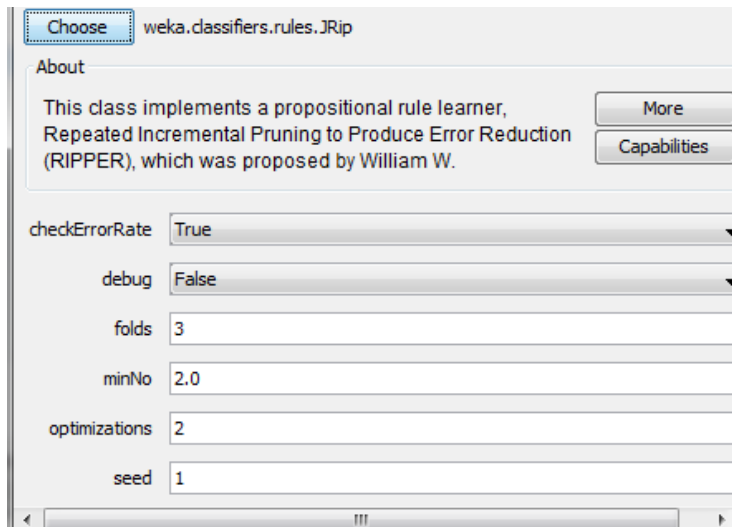 Choose weka.classifiers.rules.JRip
About
This class implements a propositional rule learner,
Repeated Incremental Pruning to Produce Error Reduction
(RIPPER), which was proposed by William W.
More
Capabilities
checkErrorRate True
debug False
folds 3
minNo 2.0
optimizations 2
seed 1